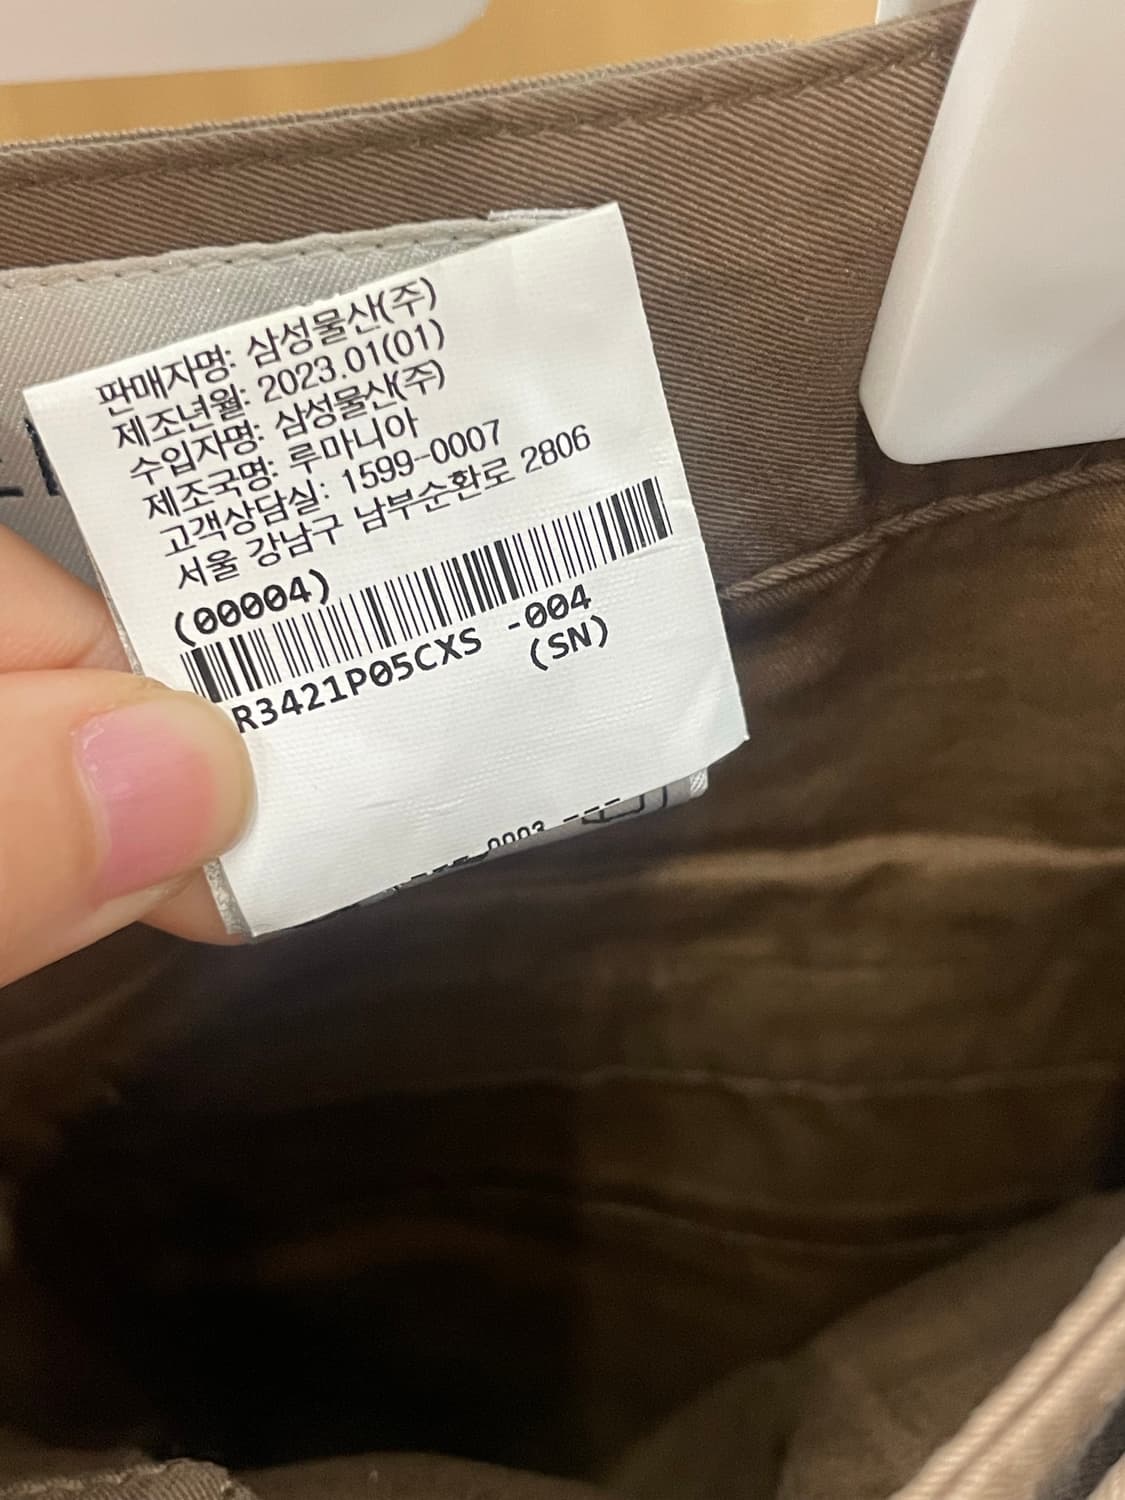 판매자명: 삼성물산(주)
제조년월: 2023.01(01)
수입자명: 삼성물산(주)
제조국명: 루마니아
고객상담실: 1599-0007
서울 강남구 남부순환로 2806
(00004)
R3421P05CXS -004
(SN)